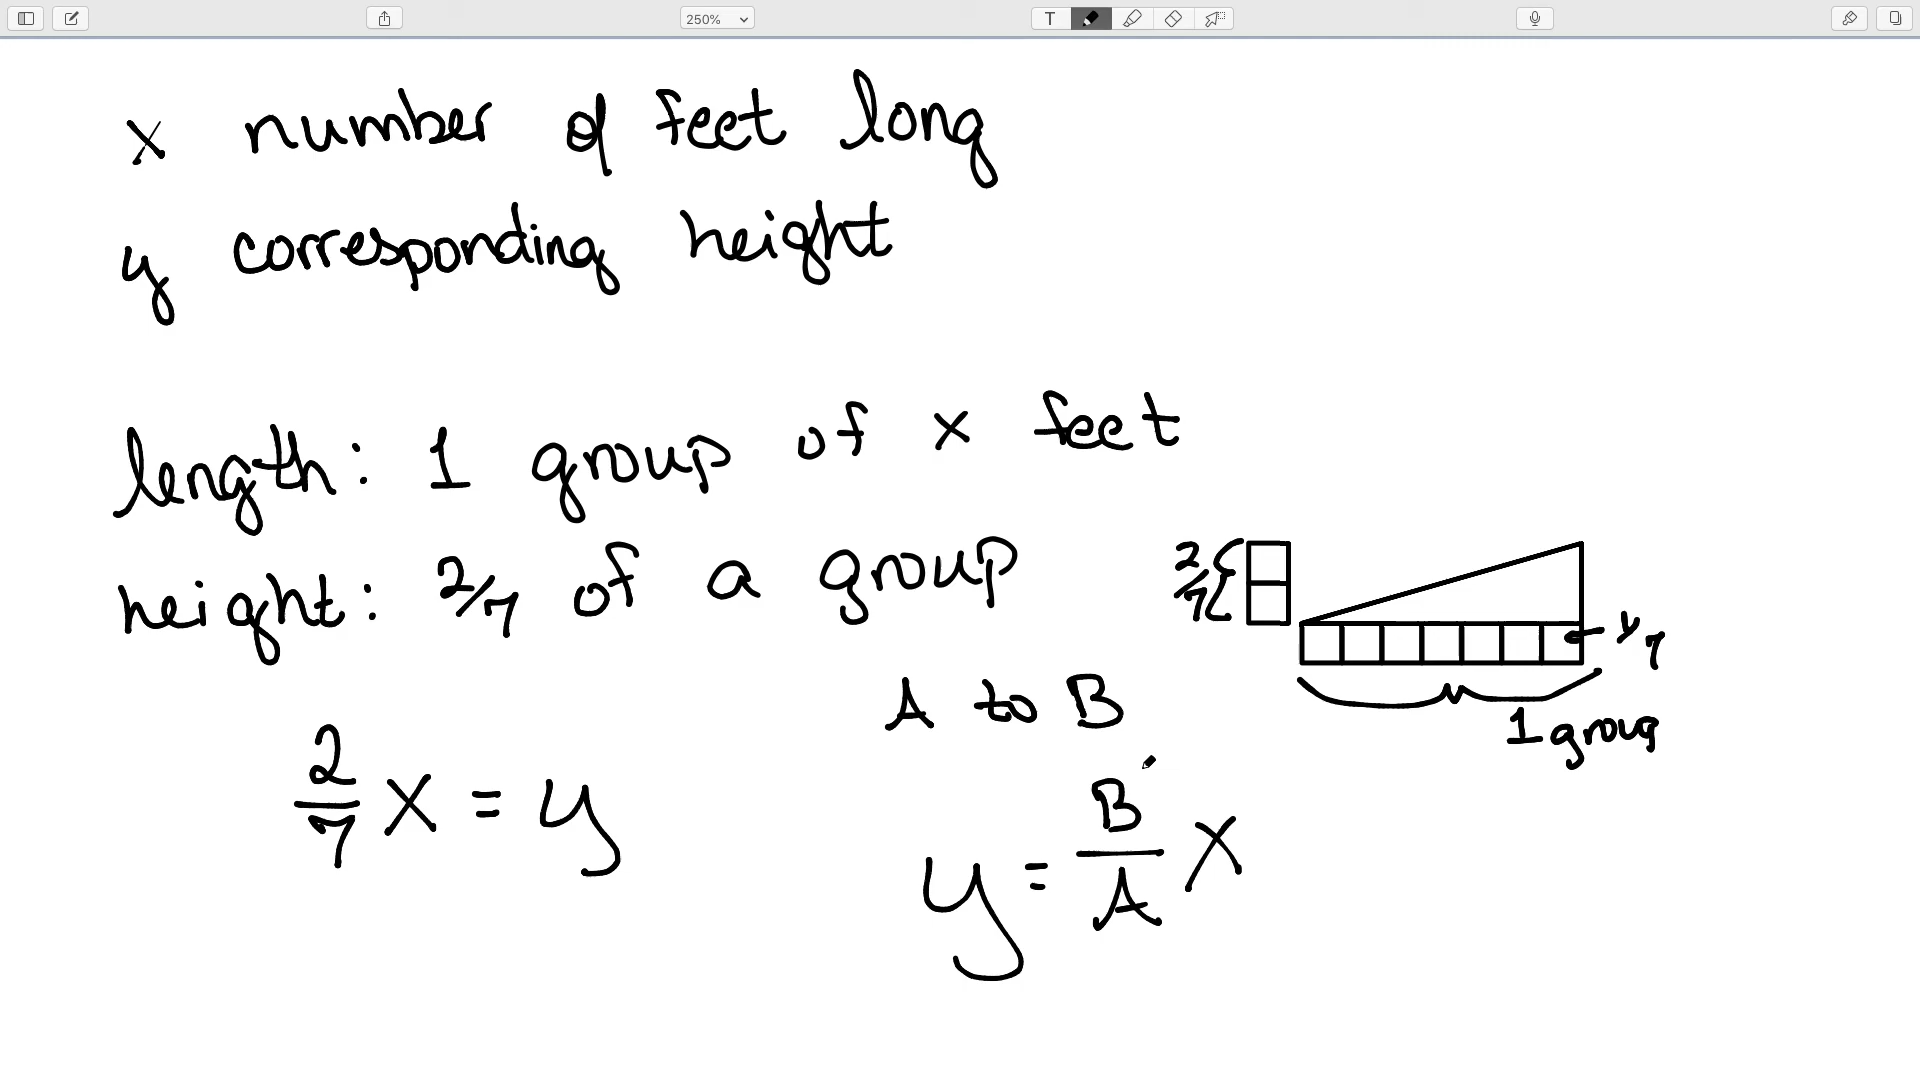 250%
T
x number of feet long
y corresponding height
length: 1 group of x feet
height: 2/7 of a group
2/7 {
1/7
1 group
A to B
2/7 x = y
y = B/A x